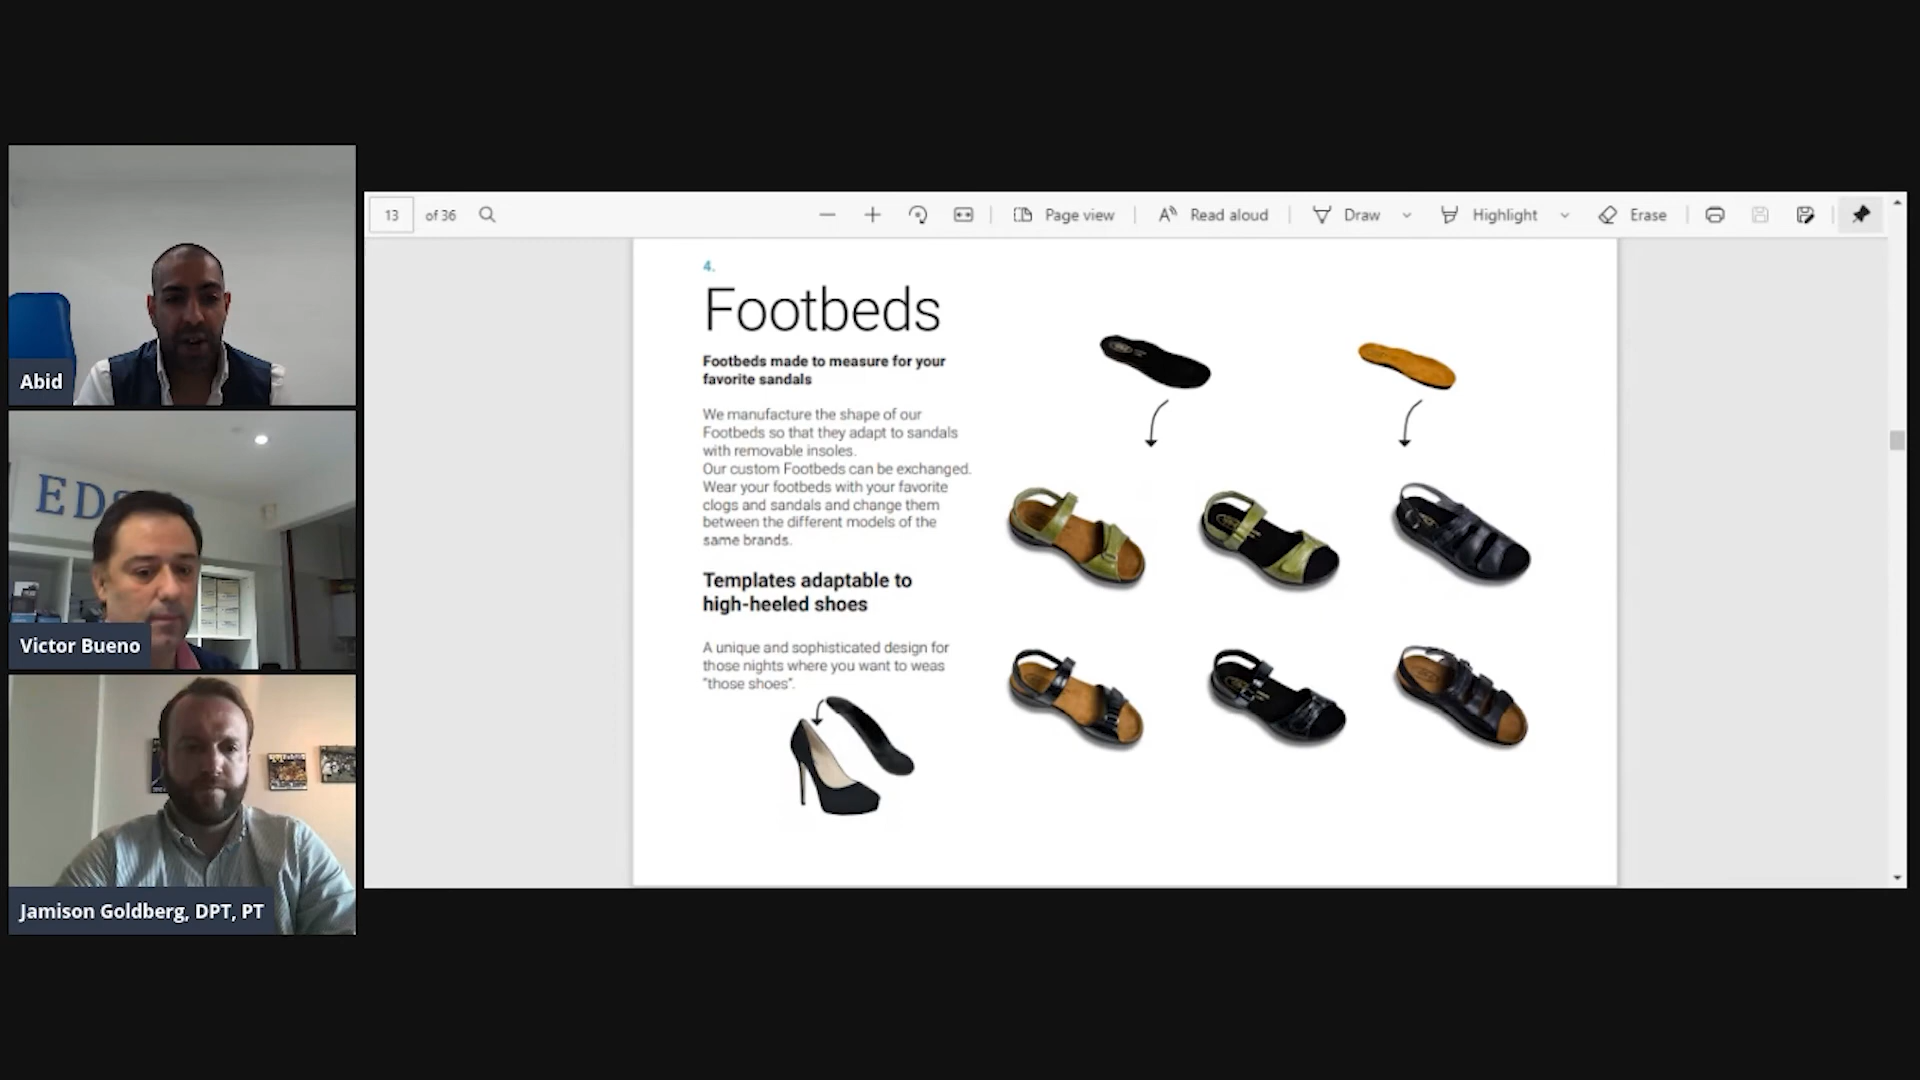 13 of 36
Page view
Read aloud
Draw
Highlight
Erase
4.
Footbeds
Footbeds made to measure for your
favorite sandals
We manufacture the shape of our
Footbeds so that they adapt to sandals
with removable insoles.
Our custom Footbeds can be exchanged.
Wear your footbeds with your favorite
clogs and sandals and change them
between the different models of the
same brands.
Templates adaptable to
high-heeled shoes
A unique and sophisticated design for
those nights where you want to weas
"those shoes".
Abid
Victor Bueno
Jamison Goldberg, DPT, PT